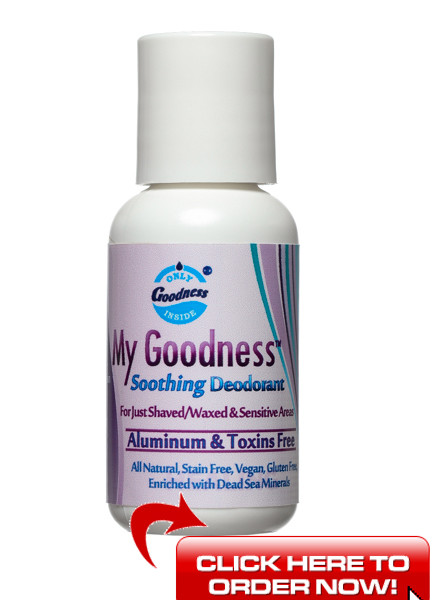 ONLY
Goodness
INSIDE
My Goodness™
Soothing Deodorant
For Just Shaved/Waxed & Sensitive Areas
Aluminum & Toxins Free
All Natural, Stain Free, Vegan, Gluten Free,
Enriched with Dead Sea Minerals
CLICK HERE TO
ORDER NOW!